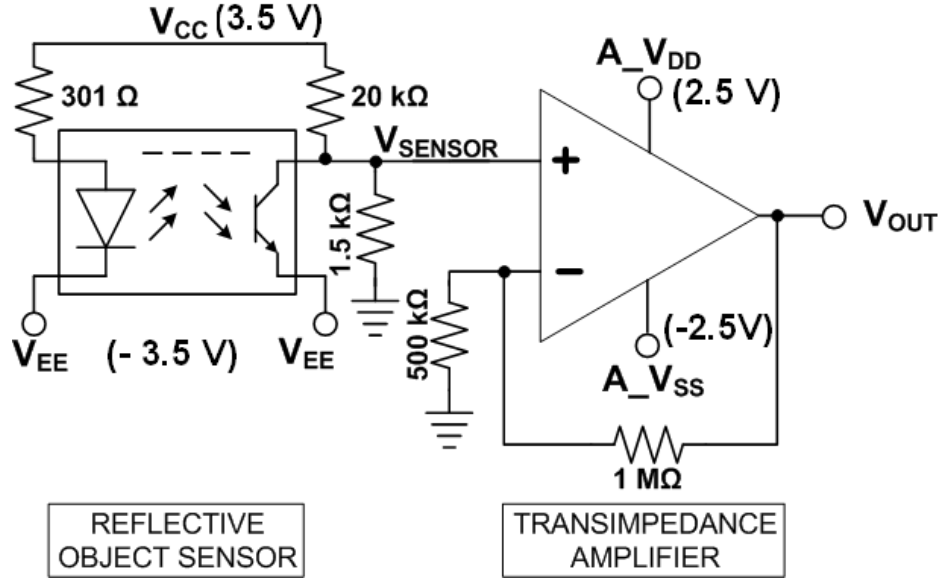 VCC (3.5 V)
301 Ω
20 kΩ
VSENSOR
1.5 kΩ
VEE
(- 3.5 V)
VEE
A_VDD
(2.5 V)
+
−
VOUT
500 kΩ
(-2.5V)
A_VSS
1 MΩ
REFLECTIVE
OBJECT SENSOR
TRANSIMPEDANCE
AMPLIFIER